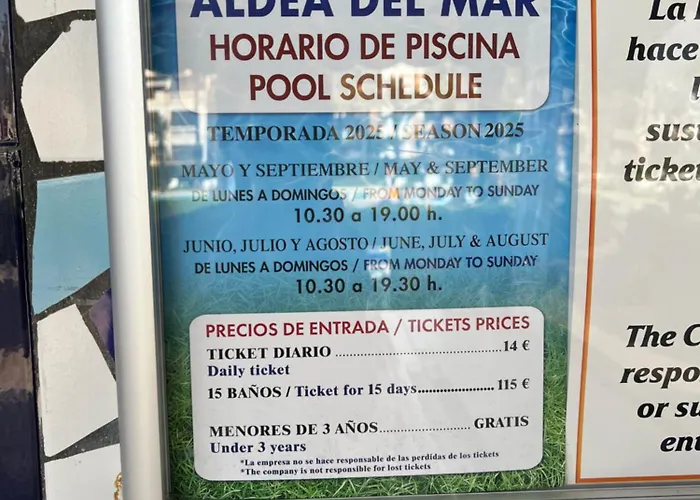 ALDEA DEL MAR
HORARIO DE PISCINA
POOL SCHEDULE
TEMPORADA 2025 / SEASON 2025
MAYO Y SEPTIEMBRE / MAY & SEPTEMBER
DE LUNES A DOMINGOS / FROM MONDAY TO SUNDAY
10.30 a 19.00 h.
JUNIO, JULIO Y AGOSTO / JUNE, JULY & AUGUST
DE LUNES A DOMINGOS / FROM MONDAY TO SUNDAY
10.30 a 19.30 h.
PRECIOS DE ENTRADA / TICKETS PRICES
TICKET DIARIO ..................................................14 €
Daily ticket
15 BAÑOS / Ticket for 15 days......................115 €
MENORES DE 3 AÑOS...........................GRATIS
Under 3 years
*La empresa no se hace responsable de las perdidas de los tickets
*The company is not responsible for lost tickets
La
hace
sus
ticket
The C
respo
or su
ent